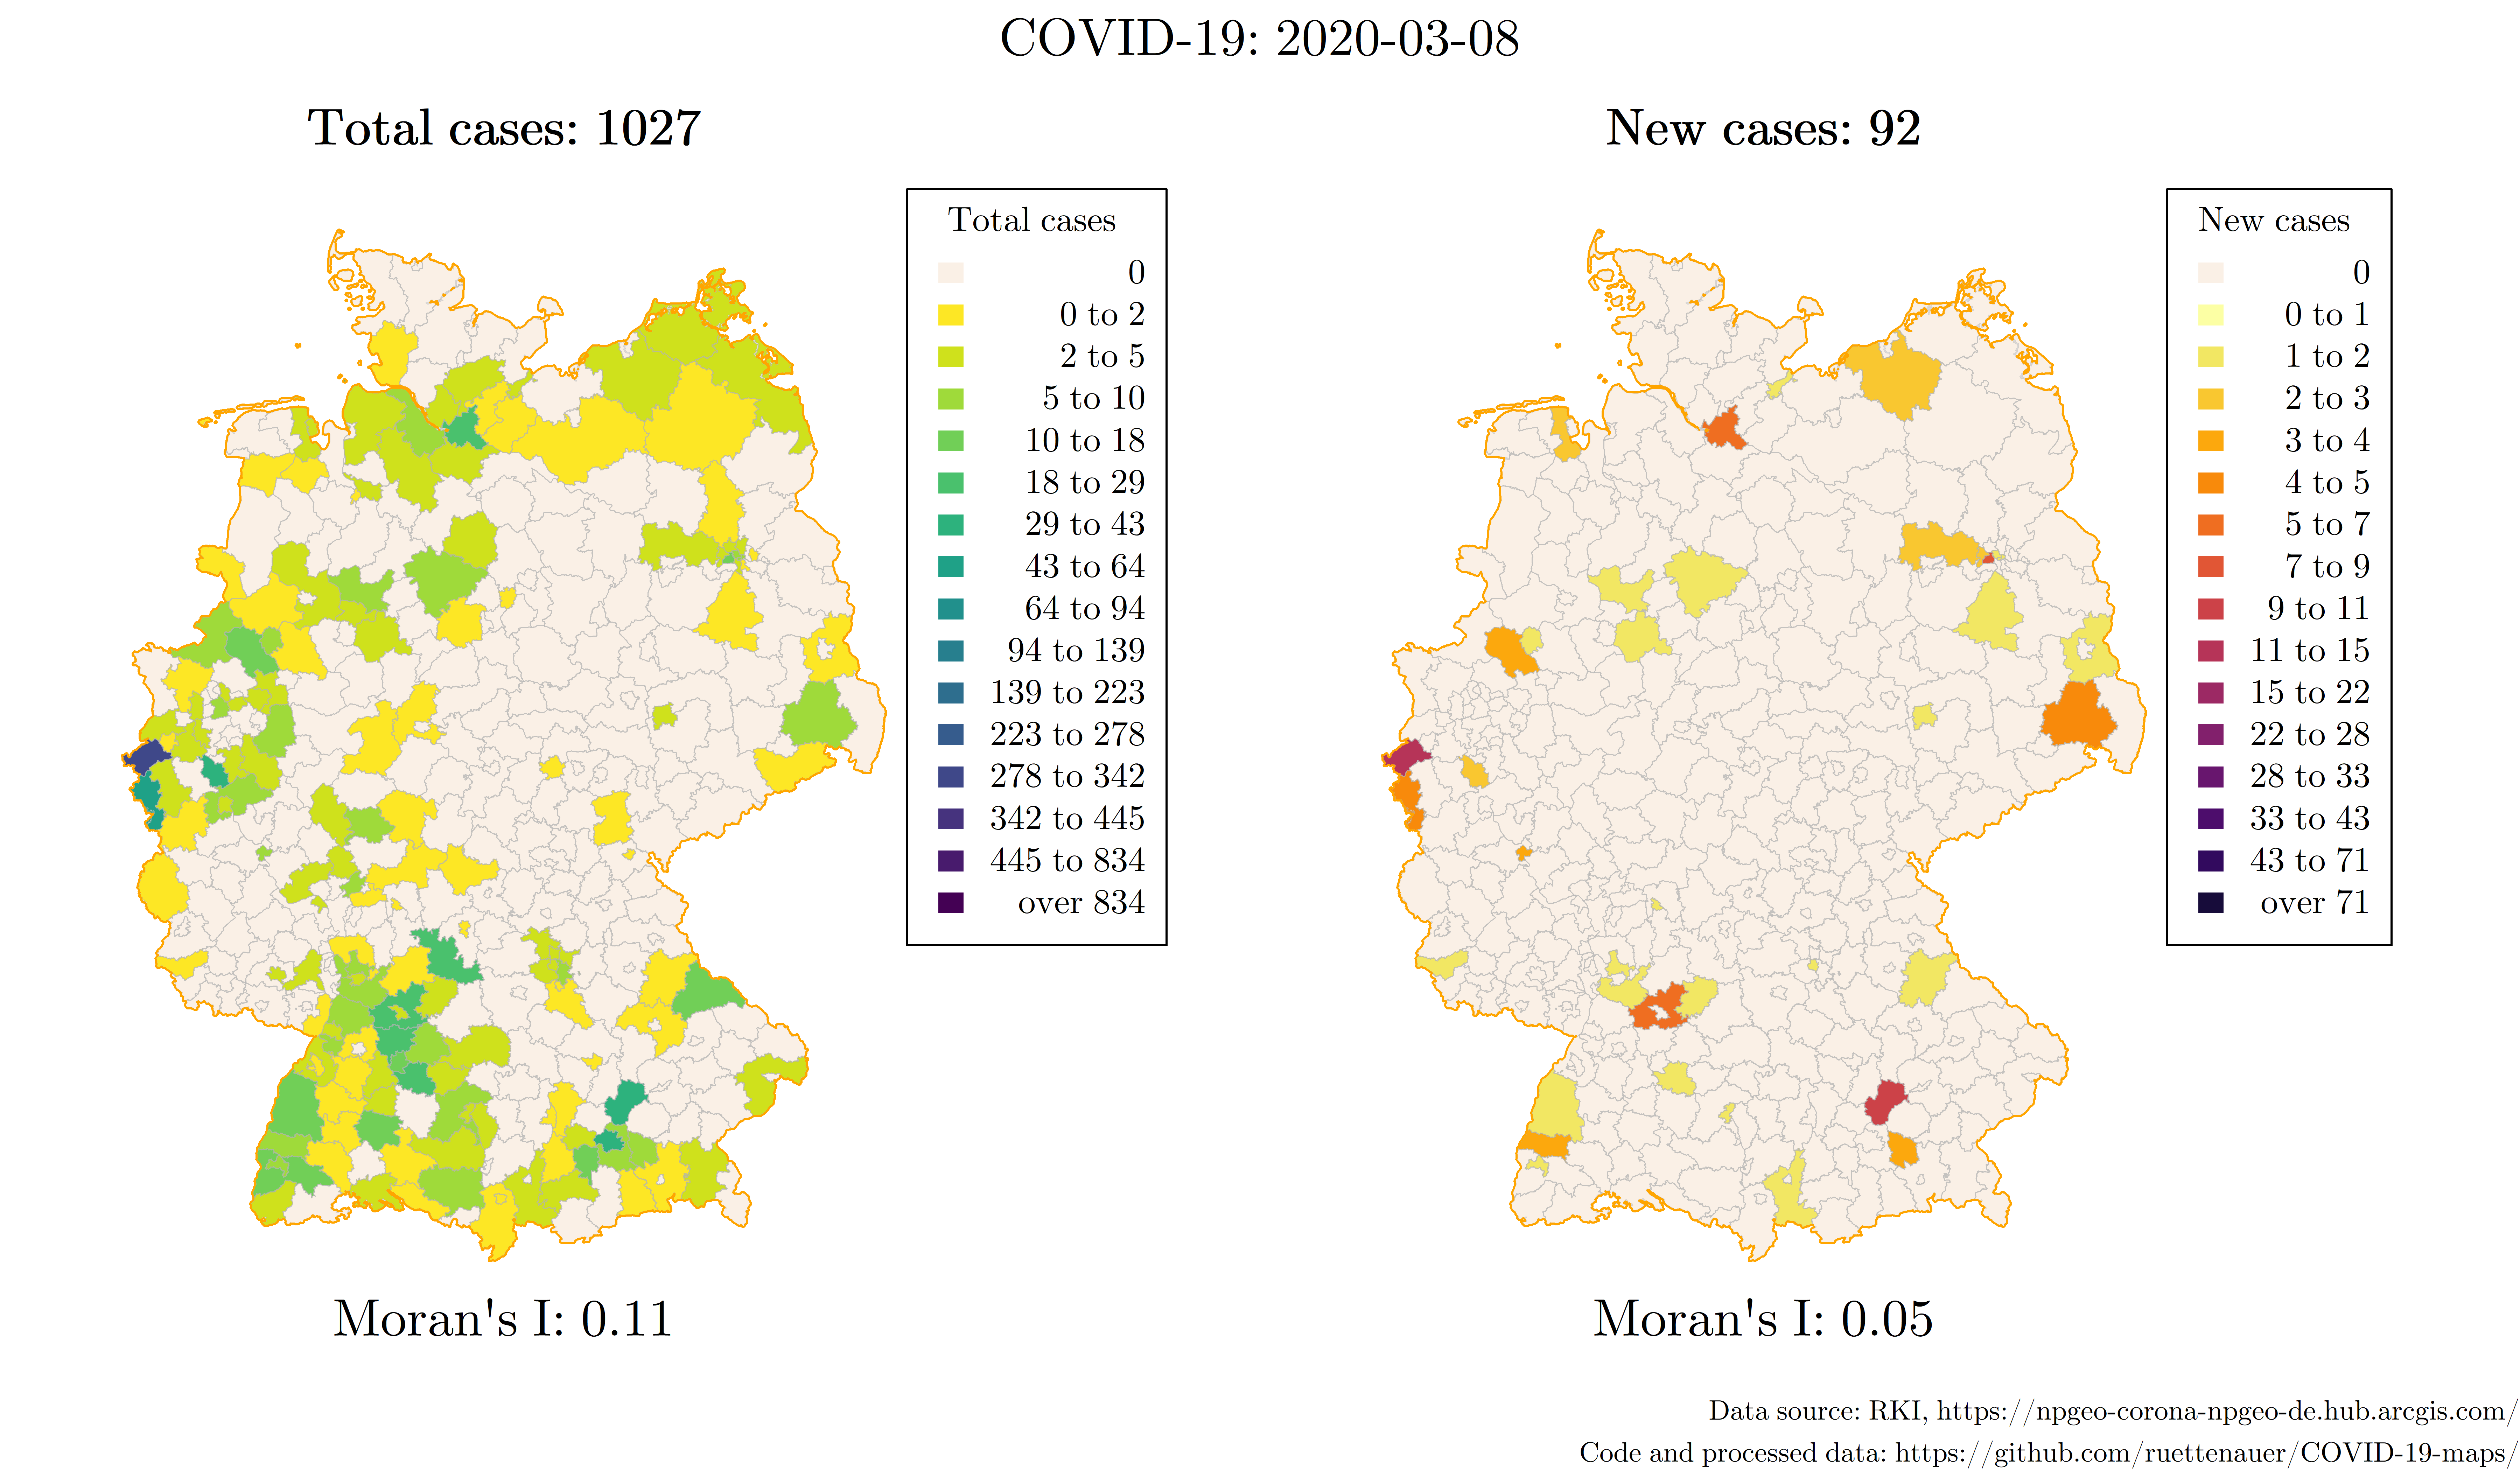 COVID-19: 2020-03-08
Total cases: 1027
Total cases
0
0 to 2
2 to 5
5 to 10
10 to 18
18 to 29
29 to 43
43 to 64
64 to 94
94 to 139
139 to 223
223 to 278
278 to 342
342 to 445
445 to 834
over 834
Moran's I: 0.11
New cases: 92
New cases
0
0 to 1
1 to 2
2 to 3
3 to 4
4 to 5
5 to 7
7 to 9
9 to 11
11 to 15
15 to 22
22 to 28
28 to 33
33 to 43
43 to 71
over 71
Moran's I: 0.05
Data source: RKI, https://npgeo-corona-npgeo-de.hub.arcgis.com/
Code and processed data: https://github.com/ruettenauer/COVID-19-maps/